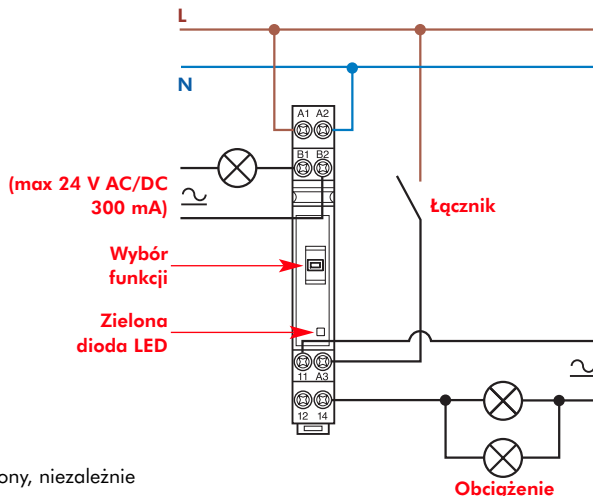 L
N
A1 A2
B1 B2
(max 24 V AC/DC
300 mA)
Łącznik
Wybór
funkcji
Zielona
dioda LED
11 A3
12 14
ony, niezależnie
Obciążenie